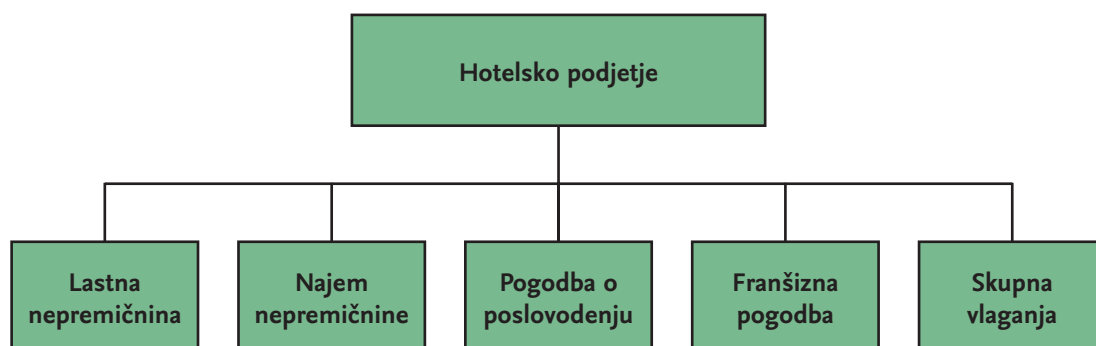 Hotelsko podjetje
Lastna
nepremičnina
Najem
nepremičnine
Pogodba o
poslovodenju
Franšizna
pogodba
Skupna
vlaganja